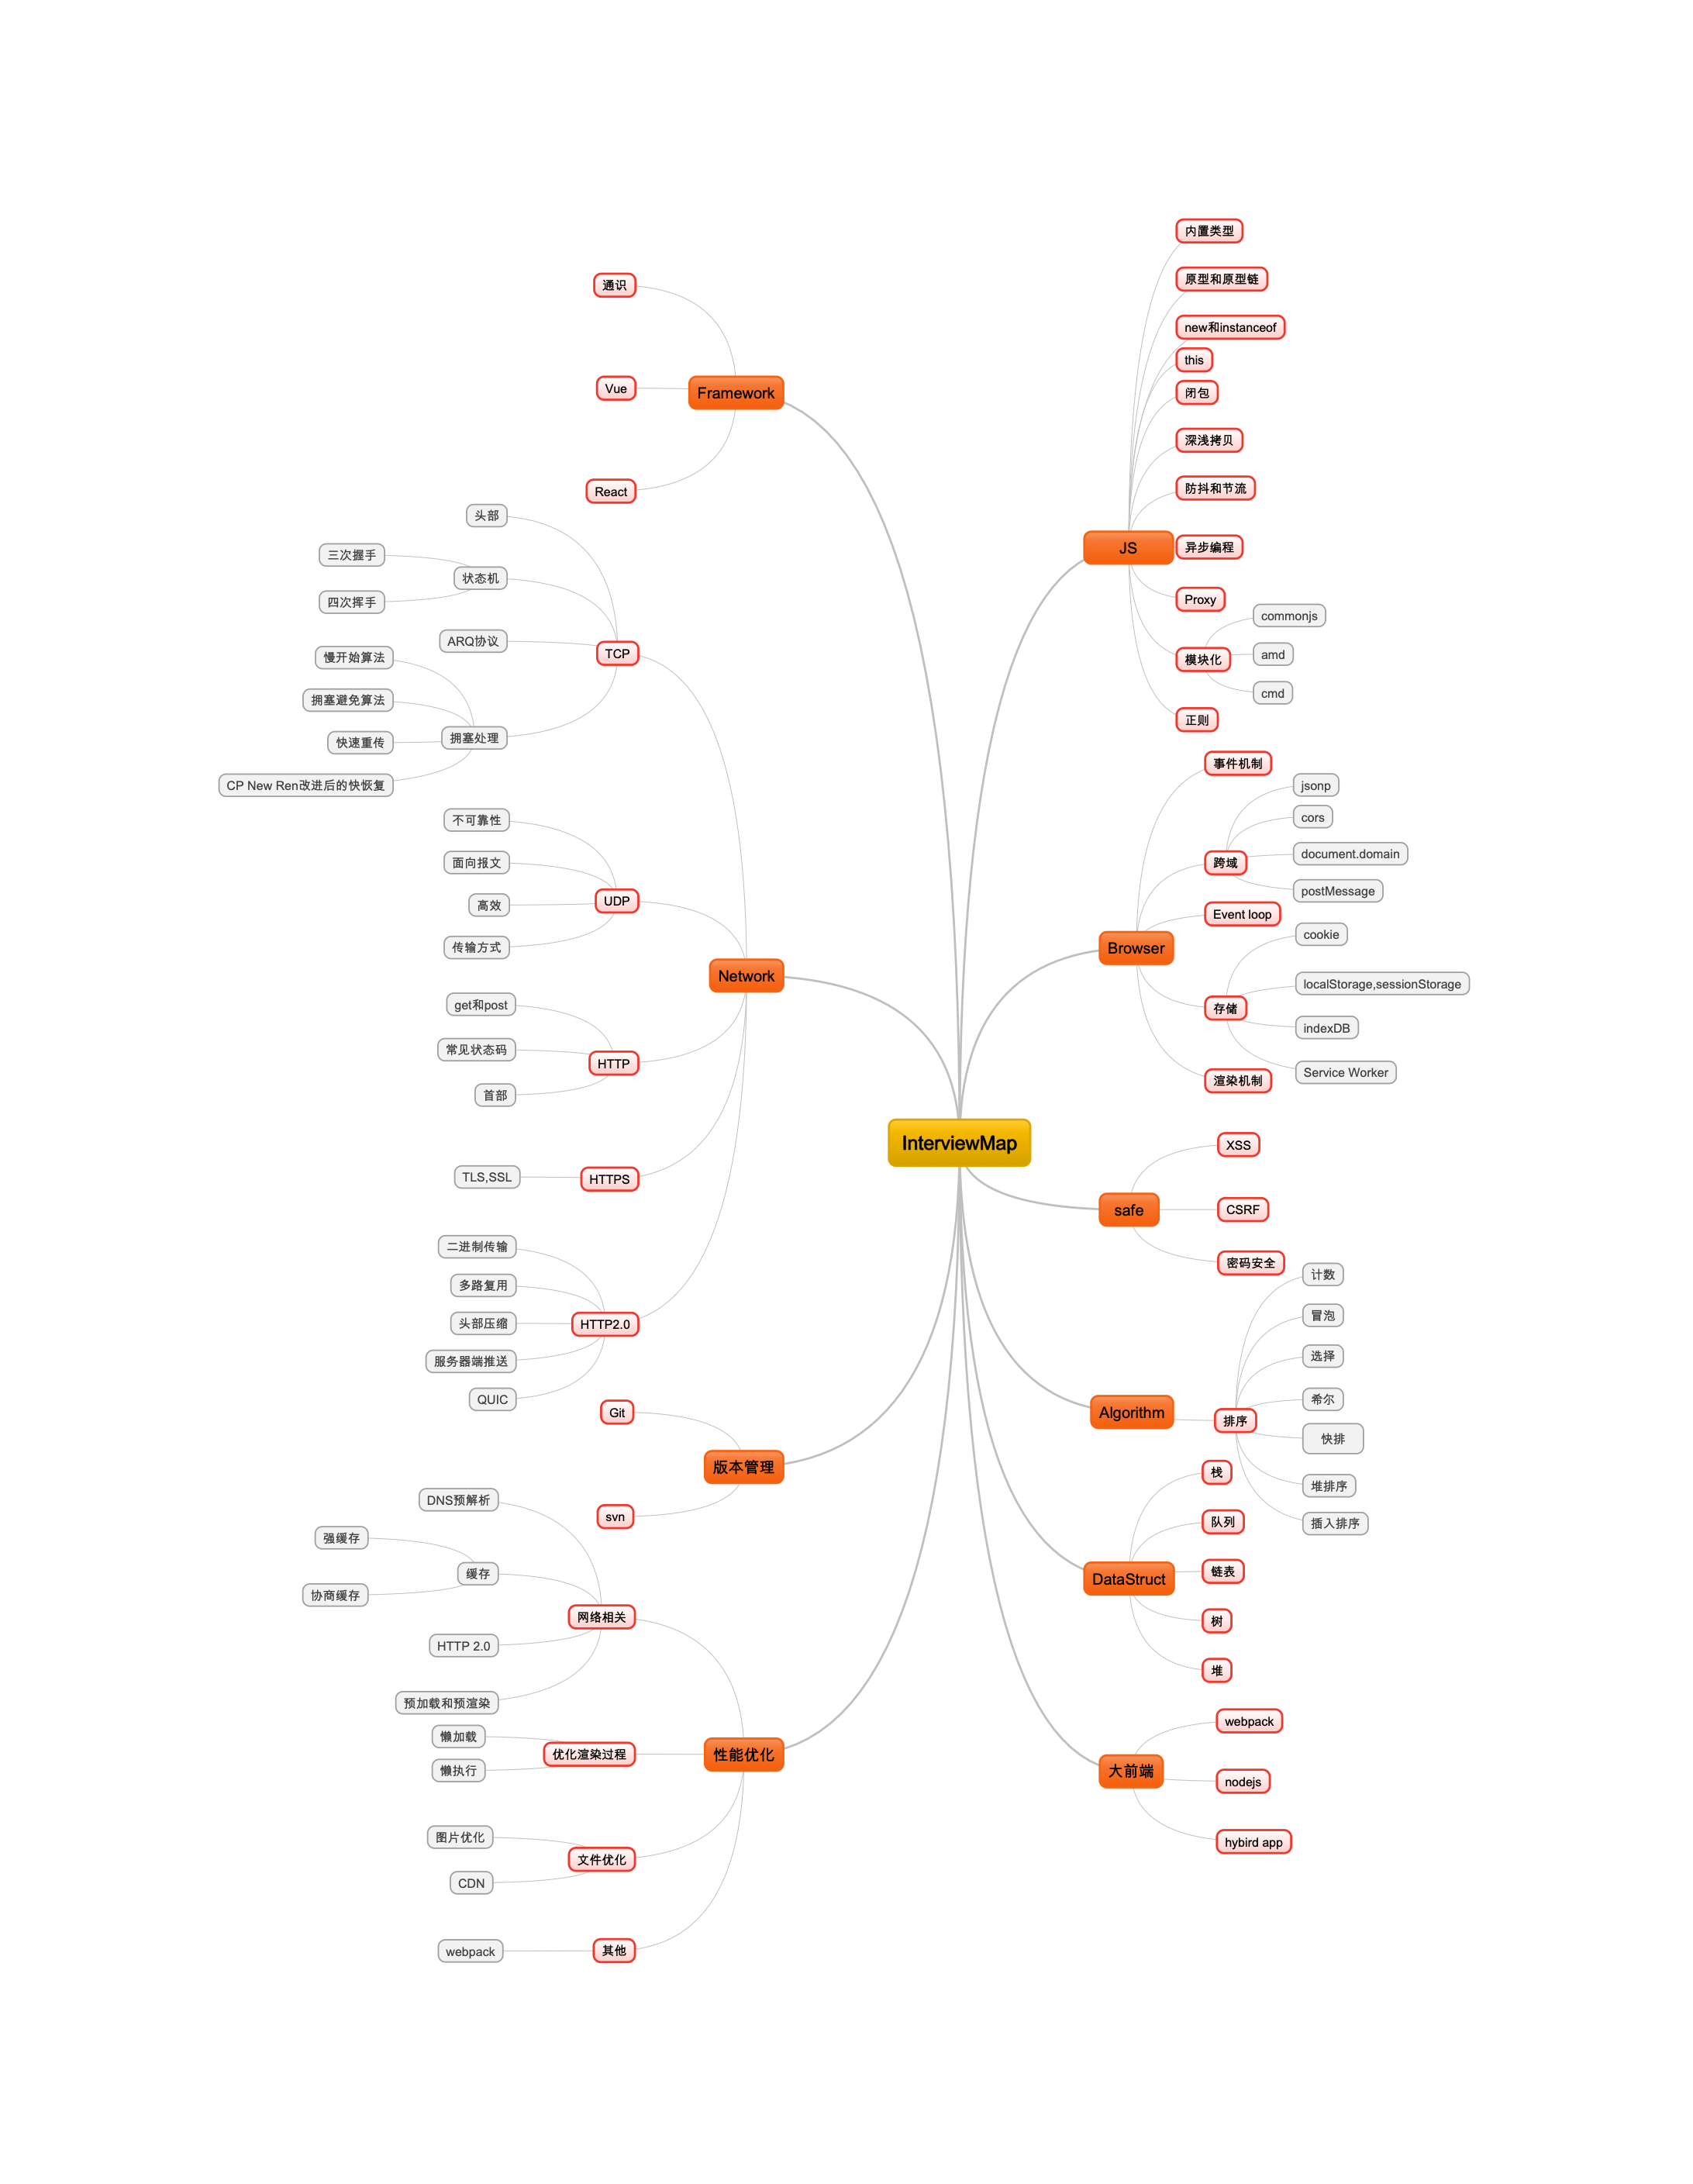 InterviewMap
Framework
通识
Vue
React
Network
TCP
头部
状态机
三次握手
四次挥手
ARQ协议
拥塞处理
慢开始算法
拥塞避免算法
快速重传
CP New Ren改进后的快恢复
UDP
不可靠性
面向报文
高效
传输方式
HTTP
get和post
常见状态码
首部
HTTPS
TLS,SSL
HTTP2.0
二进制传输
多路复用
头部压缩
服务器端推送
QUIC
版本管理
Git
svn
性能优化
网络相关
DNS预解析
缓存
强缓存
协商缓存
HTTP 2.0
预加载和预渲染
优化渲染过程
懒加载
懒执行
文件优化
图片优化
CDN
其他
webpack
JS
内置类型
原型和原型链
new和instanceof
this
闭包
深浅拷贝
防抖和节流
异步编程
Proxy
模块化
commonjs
amd
cmd
正则
Browser
事件机制
跨域
jsonp
cors
document.domain
postMessage
Event loop
存储
cookie
localStorage,sessionStorage
indexDB
Service Worker
渲染机制
safe
XSS
CSRF
密码安全
Algorithm
排序
计数
冒泡
选择
希尔
快排
堆排序
插入排序
DataStruct
栈
队列
链表
树
堆
大前端
webpack
nodejs
hybird app